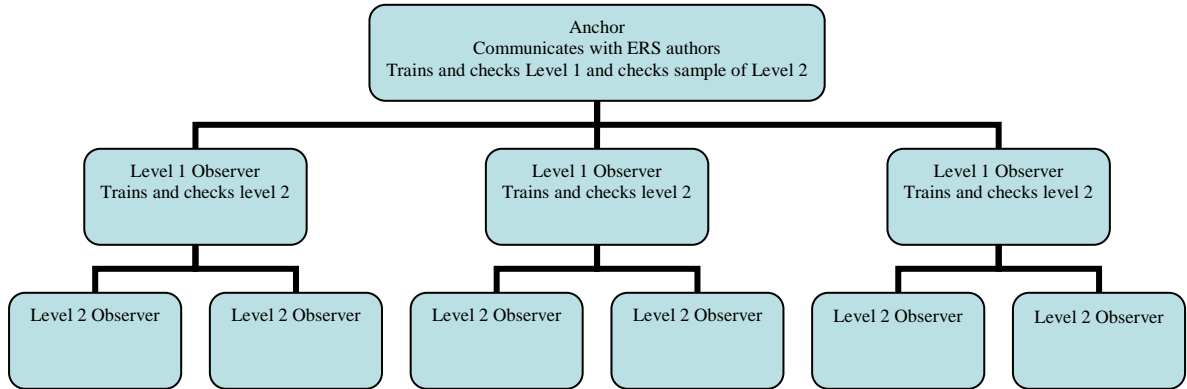 Anchor
Communicates with ERS authors
Trains and checks Level 1 and checks sample of Level 2
Level 1 Observer
Trains and checks level 2
Level 1 Observer
Trains and checks level 2
Level 1 Observer
Trains and checks level 2
Level 2 Observer
Level 2 Observer
Level 2 Observer
Level 2 Observer
Level 2 Observer
Level 2 Observer